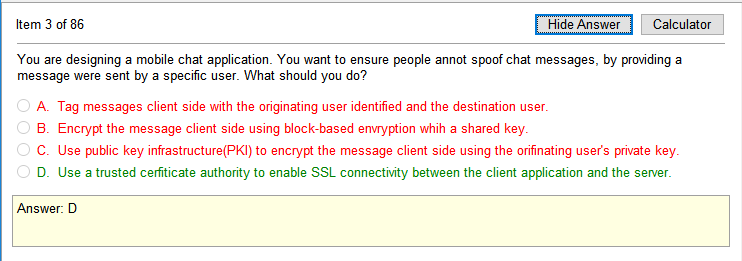 Item 3 of 86
Hide Answer
Calculator
You are designing a mobile chat application. You want to ensure people annot spoof chat messages, by providing a
message were sent by a specific user. What should you do?
A. Tag messages client side with the originating user identified and the destination user.
B. Encrypt the message client side using block-based envryption whih a shared key.
C. Use public key infrastructure(PKI) to encrypt the message client side using the orifinating user's private key.
D. Use a trusted cerfiticate authority to enable SSL connectivity between the client application and the server.
Answer: D